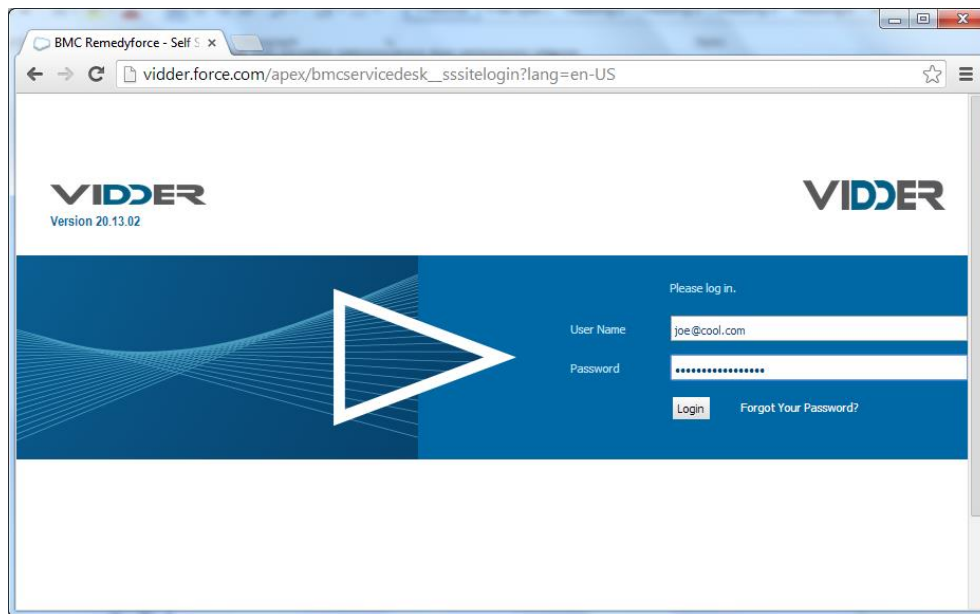 BMC Remedyforce - Self S
vidder.force.com/apex/bmcservicedesk__sssitelogin?lang=en-US
VIDDER
VIDDER
Version 20.13.02
Please log in.
User Name
joe@cool.com
Password
Login
Forgot Your Password?